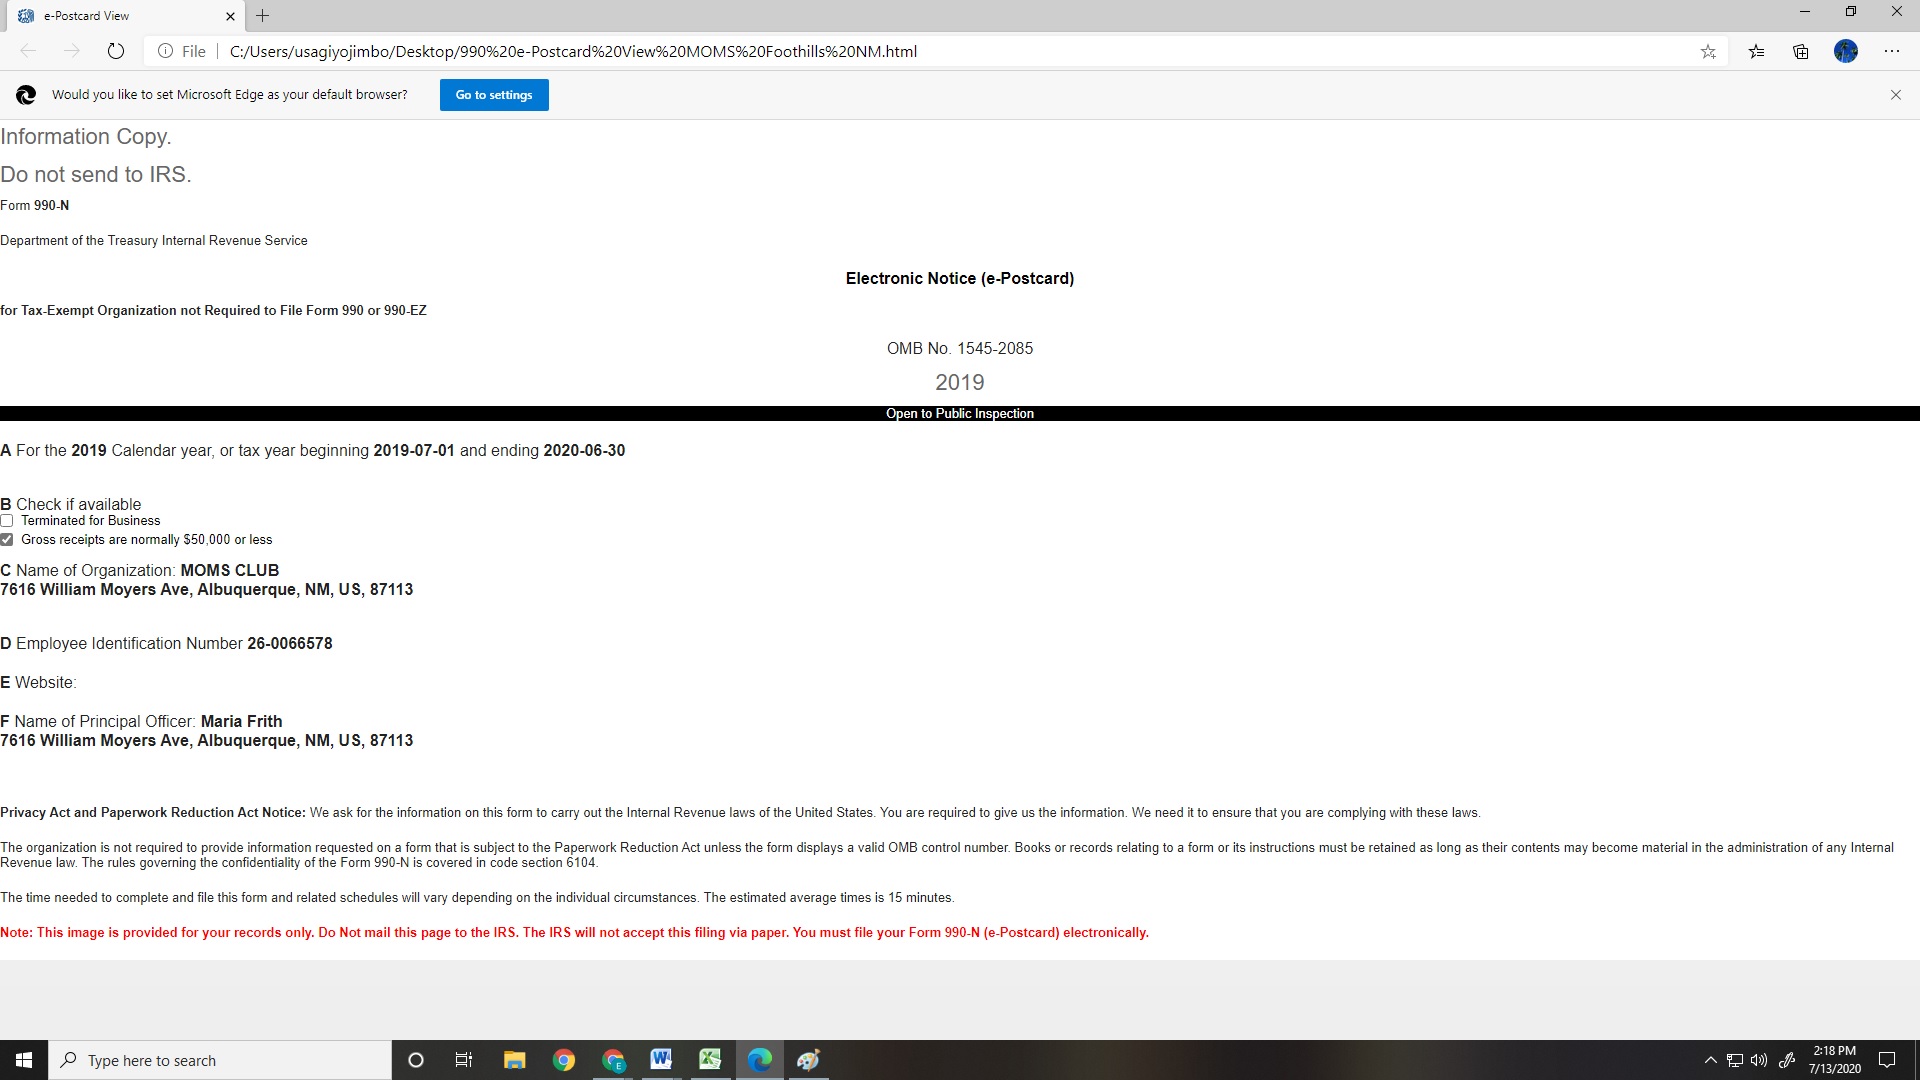 e-Postcard View
File
C:/Users/usagiyojimbo/Desktop/990%20e-Postcard%20View%20MOMS%20Foothills%20NM.html
Would you like to set Microsoft Edge as your default browser?
Go to settings
Information Copy.
Do not send to IRS.
Form 990-N
Department of the Treasury Internal Revenue Service
Electronic Notice (e-Postcard)
for Tax-Exempt Organization not Required to File Form 990 or 990-EZ
OMB No. 1545-2085
2019
Open to Public Inspection
A For the 2019 Calendar year, or tax year beginning 2019-07-01 and ending 2020-06-30
B Check if available
Terminated for Business
Gross receipts are normally $50,000 or less
C Name of Organization: MOMS CLUB
7616 William Moyers Ave, Albuquerque, NM, US, 87113
D Employee Identification Number 26-0066578
E Website:
F Name of Principal Officer: Maria Frith
7616 William Moyers Ave, Albuquerque, NM, US, 87113
Privacy Act and Paperwork Reduction Act Notice: We ask for the information on this form to carry out the Internal Revenue laws of the United States. You are required to give us the information. We need it to ensure that you are complying with these laws.
The organization is not required to provide information requested on a form that is subject to the Paperwork Reduction Act unless the form displays a valid OMB control number. Books or records relating to a form or its instructions must be retained as long as their contents may become material in the administration of any Internal
Revenue law. The rules governing the confidentiality of the Form 990-N is covered in code section 6104.
The time needed to complete and file this form and related schedules will vary depending on the individual circumstances. The estimated average times is 15 minutes.
Note: This image is provided for your records only. Do Not mail this page to the IRS. The IRS will not accept this filing via paper. You must file your Form 990-N (e-Postcard) electronically.
Type here to search
2:18 PM
7/13/2020